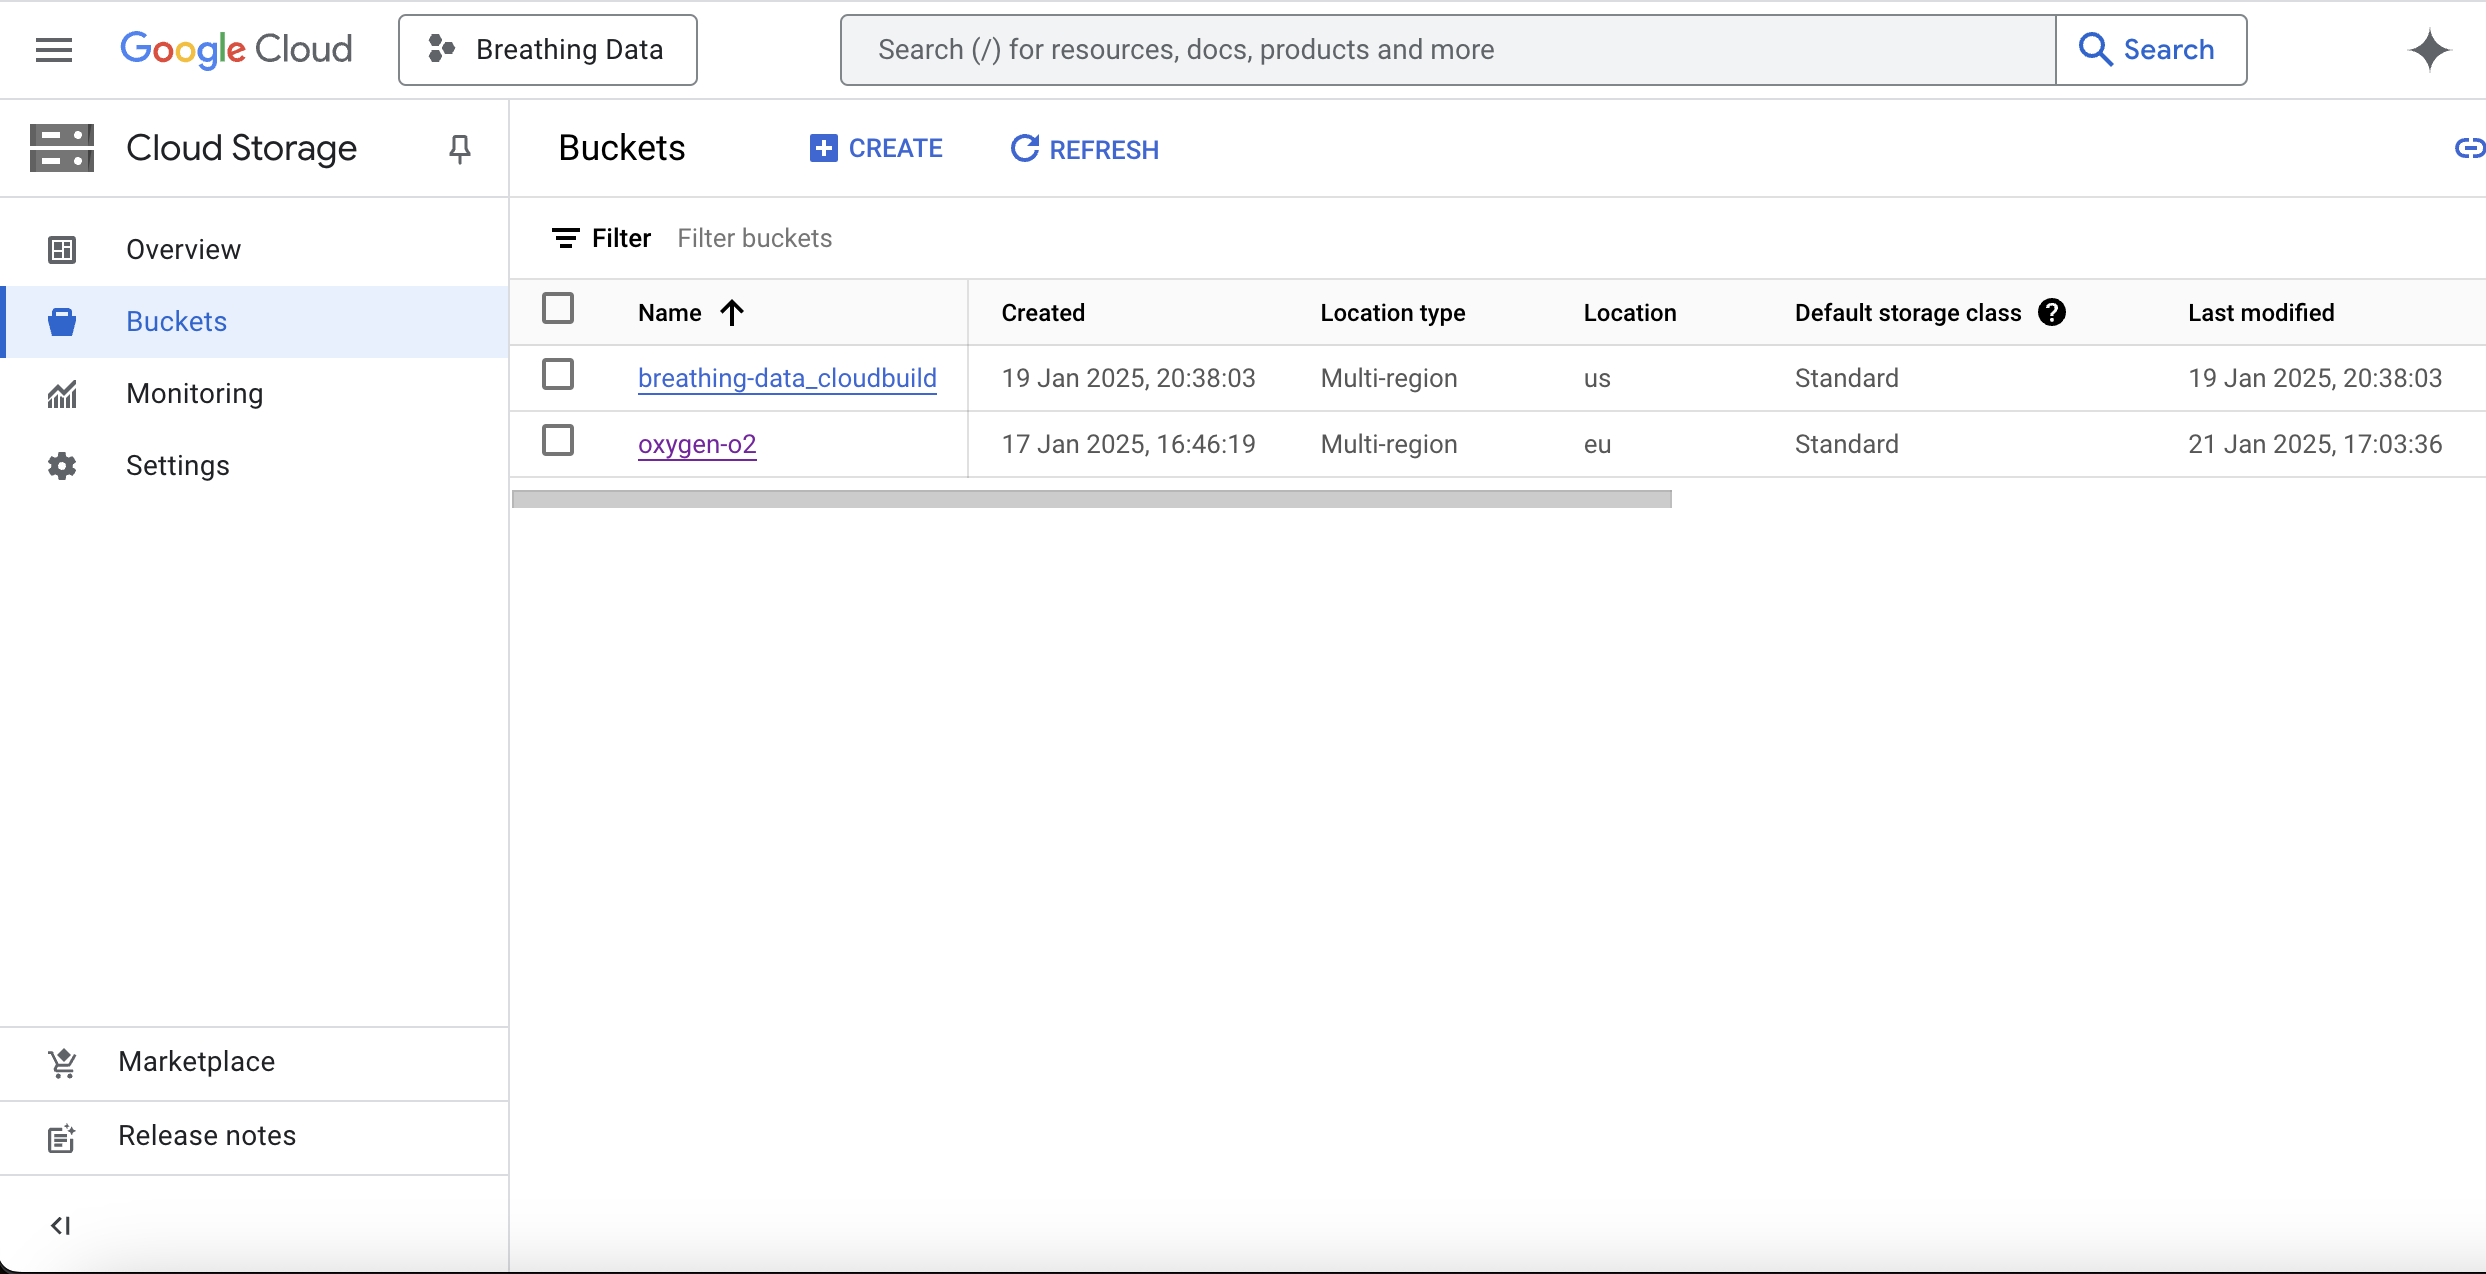 Google Cloud
Breathing Data
Search (/) for resources, docs, products and more
Search
Cloud Storage
Buckets
CREATE
REFRESH
Overview
Buckets
Monitoring
Settings
Filter Filter buckets
Name Created Location type Location Default storage class Last modified
breathing-data_cloudbuild 19 Jan 2025, 20:38:03 Multi-region us Standard 19 Jan 2025, 20:38:03
oxygen-o2 17 Jan 2025, 16:46:19 Multi-region eu Standard 21 Jan 2025, 17:03:36
Marketplace
Release notes